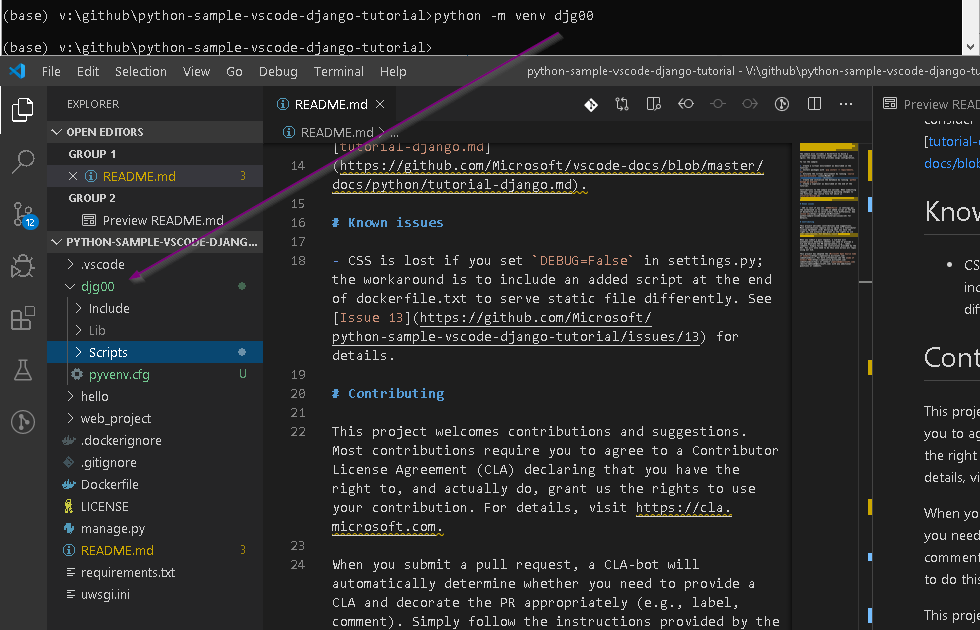 (base) v:\github\python-sample-vscode-django-tutorial>python -m venv djg00
(base) v:\github\python-sample-vscode-django-tutorial>
File Edit Selection View Go Debug Terminal Help
python-sample-vscode-django-tutorial - V:\github\python-sample-vscode-django-tu
EXPLORER
OPEN EDITORS
GROUP 1
README.md 3
GROUP 2
Preview README.md
PYTHON-SAMPLE-VSCODE-DJANG...
.vscode
djg00
Include
Lib
Scripts
pyvenv.cfg U
hello
web_project
.dockerignore
.gitignore
Dockerfile
LICENSE
manage.py
README.md 3
requirements.txt
uwsgi.ini
12
README.md
README.md > ...
[tutorial-django.md]
14 (https://github.com/Microsoft/vscode-docs/blob/master/
docs/python/tutorial-django.md).
15
16 # Known issues
17
18 - CSS is lost if you set `DEBUG=False` in settings.py;
the workaround is to include an added script at the end
of dockerfile.txt to serve static file differently. See
[Issue 13](https://github.com/Microsoft/
python-sample-vscode-django-tutorial/issues/13) for
details.
19
20 # Contributing
21
22 This project welcomes contributions and suggestions.
Most contributions require you to agree to a Contributor
License Agreement (CLA) declaring that you have the
right to, and actually do, grant us the rights to use
your contribution. For details, visit https://cla.
microsoft.com.
23
24 When you submit a pull request, a CLA-bot will
automatically determine whether you need to provide a
CLA and decorate the PR appropriately (e.g., label,
comment). Simply follow the instructions provided by the
Preview READ
consider
[tutorial-
docs/blob
Know
• CS
inc
diff
Cont
This proje
you to ag
the right
details, vi
When yo
you need
comment
to do this
This proje